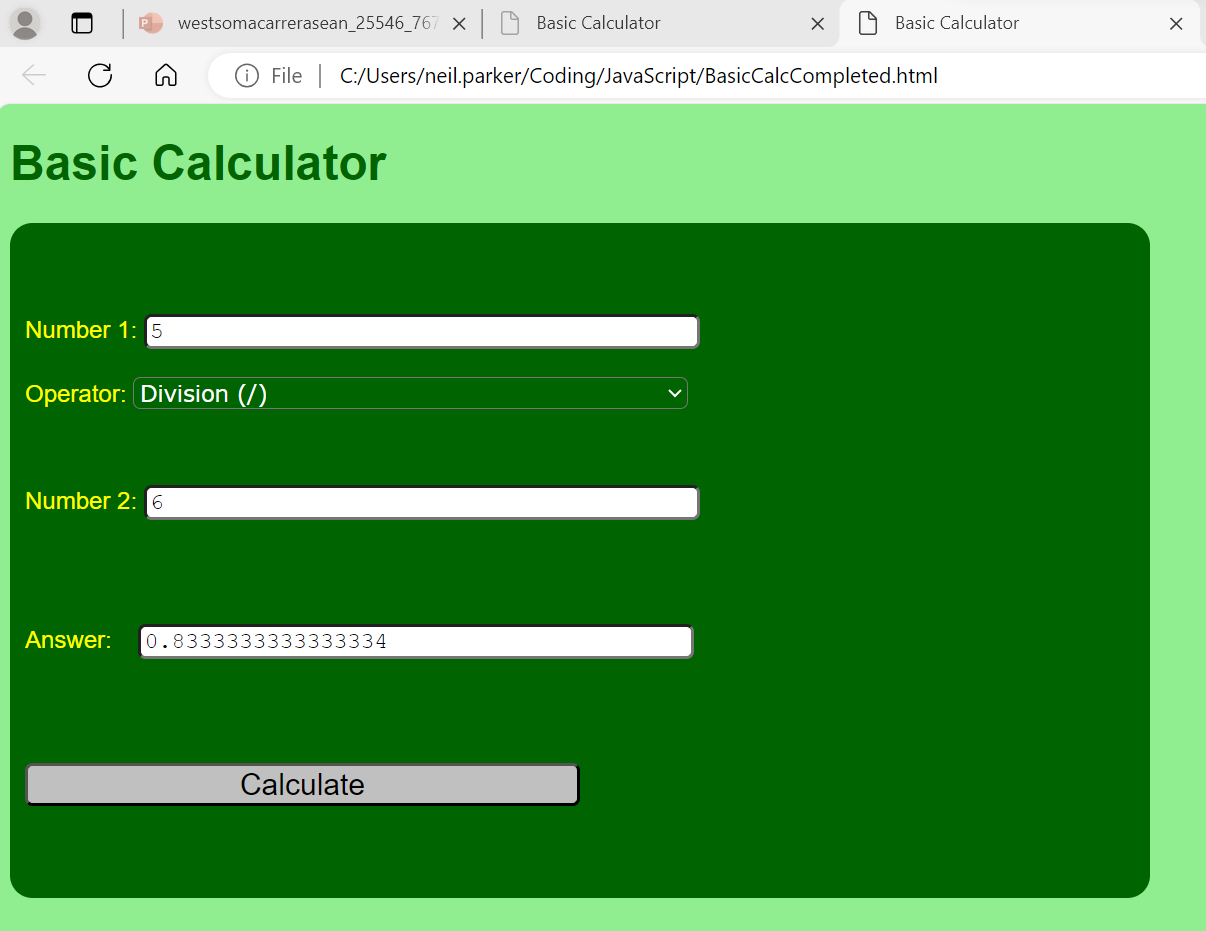 westsomacarrerasean_25546_767
Basic Calculator
Basic Calculator
File
C:/Users/neil.parker/Coding/JavaScript/BasicCalcCompleted.html
Basic Calculator
Number 1: 5
Operator: Division (/)
Number 2: 6
Answer: 0.8333333333333334
Calculate